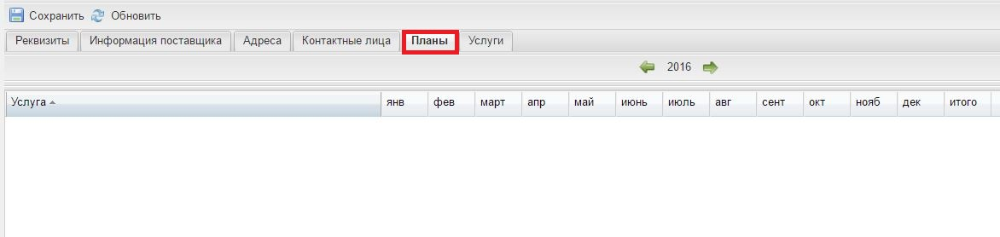 Сохранить Обновить
Реквизиты Информация поставщика Адреса Контактные лица Планы Услуги
2016
Услуга янв фев март апр май июнь июль авг сент окт нояб дек итого